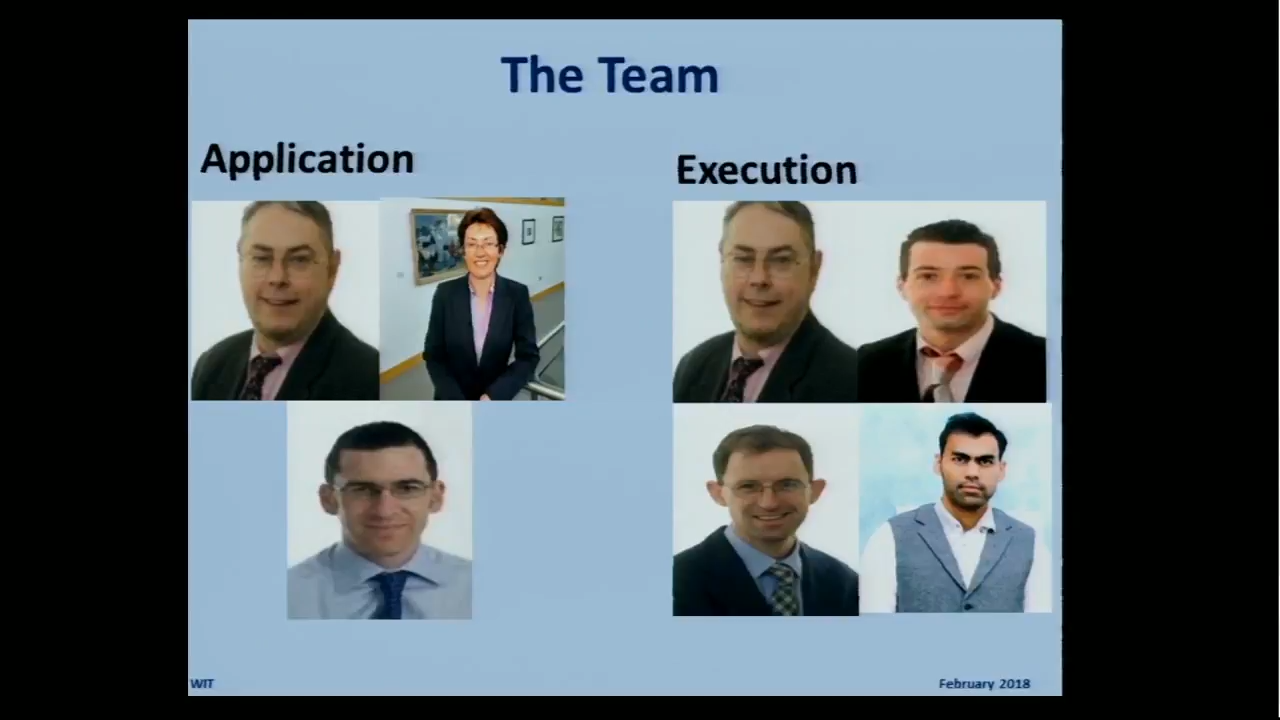 The Team
Application
Execution
WIT
February 2018